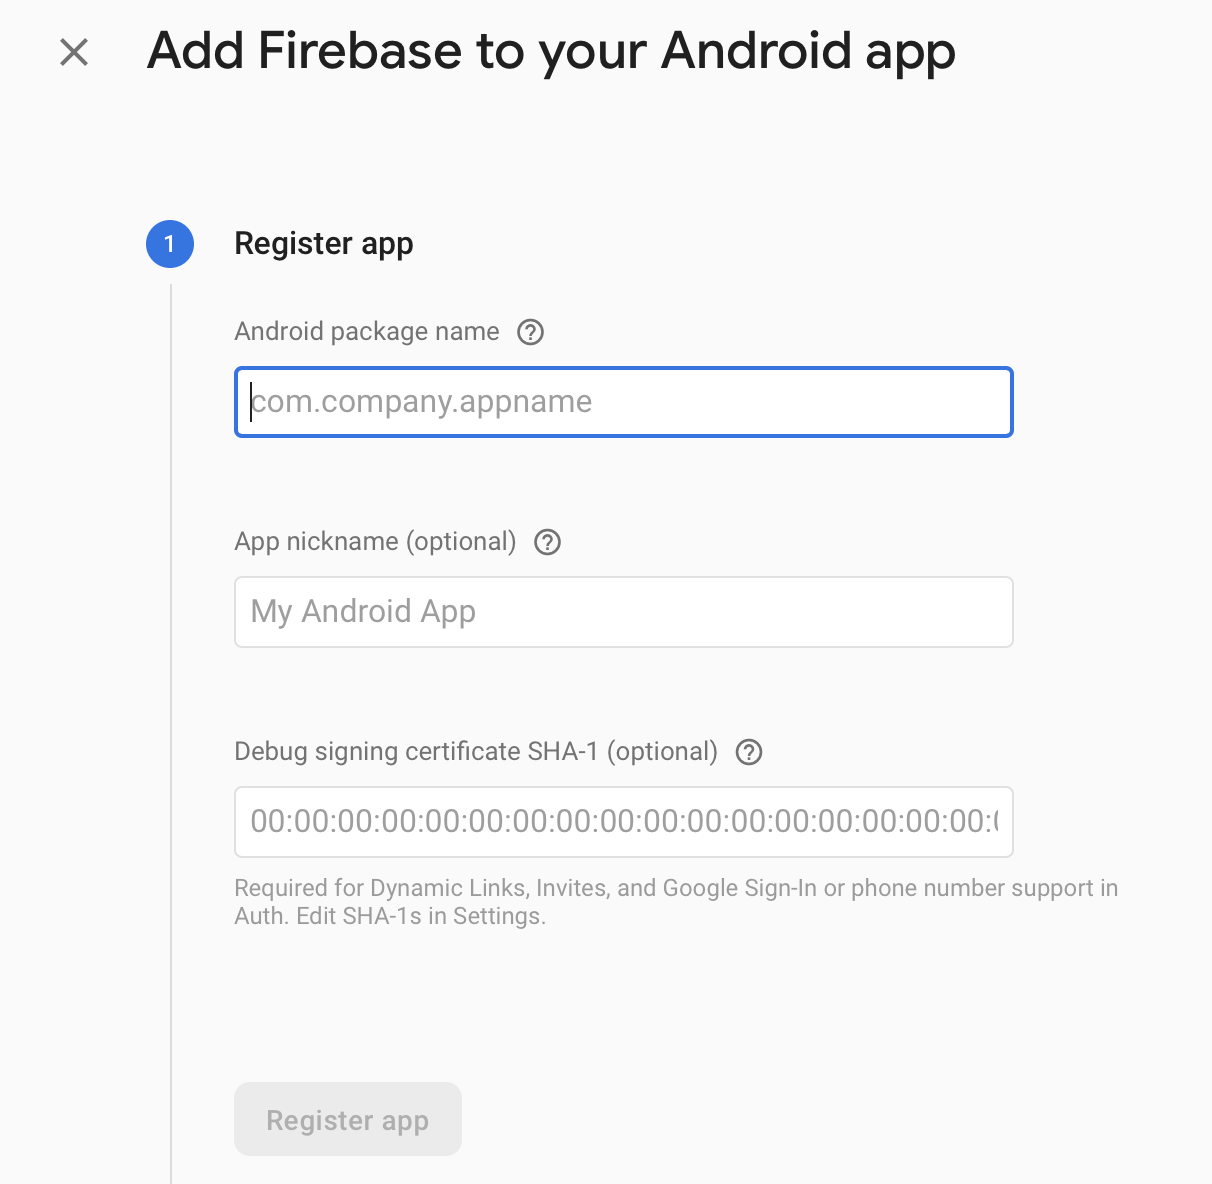 Add Firebase to your Android app
1
Register app
Android package name
com.company.appname
App nickname (optional)
My Android App
Debug signing certificate SHA-1 (optional)
00:00:00:00:00:00:00:00:00:00:00:00:00:00:00:00:00:
Required for Dynamic Links, Invites, and Google Sign-In or phone number support in
Auth. Edit SHA-1s in Settings.
Register app